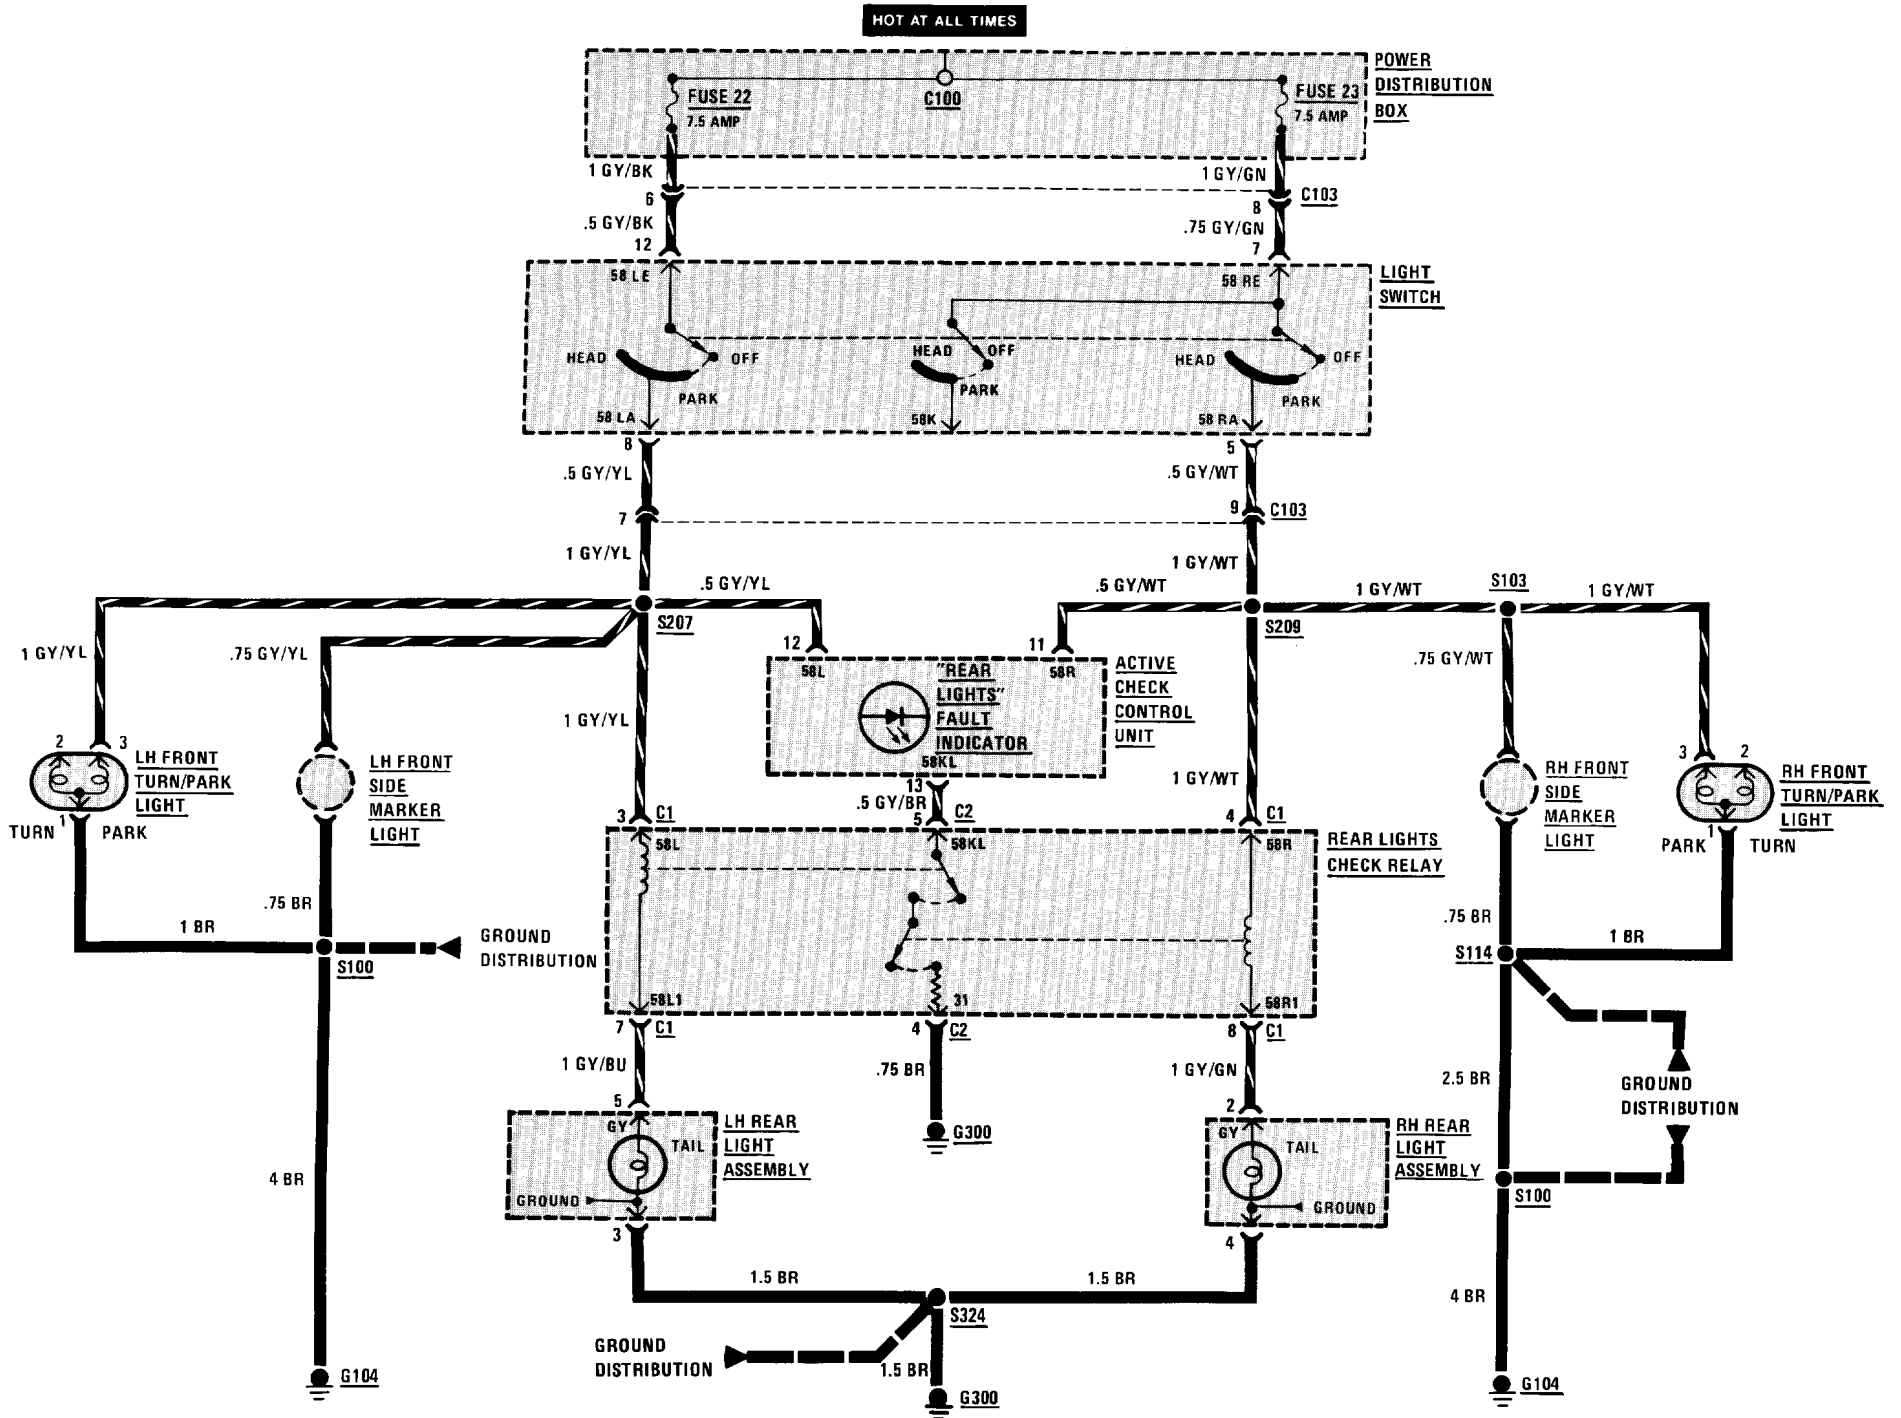 HOT AT ALL TIMES
POWER
DISTRIBUTION
BOX
FUSE 22
7.5 AMP
C100
FUSE 23
7.5 AMP
1 GY/BK
1 GY/GN
6
8
C103
.5 GY/BK
.75 GY/GN
12
7
58 LE
58 RE
LIGHT
SWITCH
HEAD
OFF
PARK
HEAD
OFF
PARK
HEAD
OFF
PARK
58 LA
58K
58 RA
8
5
.5 GY/YL
.5 GY/WT
7
9
C103
1 GY/YL
1 GY/WT
.5 GY/YL
.5 GY/WT
1 GY/WT
S103
1 GY/WT
S207
S209
1 GY/YL
.75 GY/YL
12
11
.75 GY/WT
58L
58R
"REAR
LIGHTS"
FAULT
INDICATOR
58KL
ACTIVE
CHECK
CONTROL
UNIT
1 GY/YL
1 GY/WT
2
3
LH FRONT
TURN/PARK
LIGHT
TURN
1
PARK
LH FRONT
SIDE
MARKER
LIGHT
RH FRONT
SIDE
MARKER
LIGHT
3
2
RH FRONT
TURN/PARK
LIGHT
PARK
1
TURN
13
.5 GY/BR
3
C1
5
C2
4
C1
58L
58KL
58R
REAR LIGHTS
CHECK RELAY
.75 BR
1 BR
S100
GROUND
DISTRIBUTION
.75 BR
1 BR
S114
58L1
31
58R1
7
C1
4
C2
8
C1
1 GY/BU
.75 BR
1 GY/GN
2.5 BR
GROUND
DISTRIBUTION
5
2
GY
TAIL
GROUND
LH REAR
LIGHT
ASSEMBLY
G300
GY
TAIL
GROUND
RH REAR
LIGHT
ASSEMBLY
4 BR
S100
3
4
1.5 BR
1.5 BR
4 BR
S324
GROUND
DISTRIBUTION
1.5 BR
G104
G300
G104